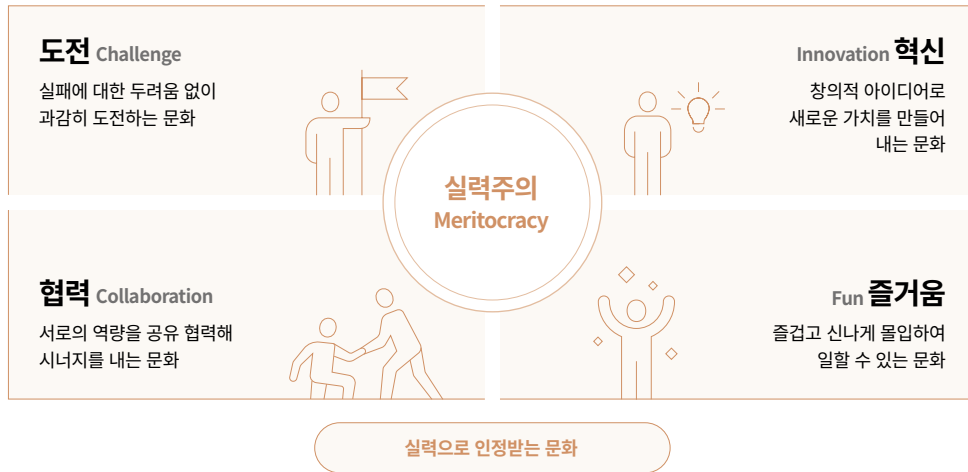 도전 Challenge
실패에 대한 두려움 없이
과감히 도전하는 문화
Innovation 혁신
창의적 아이디어로
새로운 가치를 만들어
내는 문화
실력주의
Meritocracy
협력 Collaboration
서로의 역량을 공유 협력해
시너지를 내는 문화
Fun 즐거움
즐겁고 신나게 몰입하여
일할 수 있는 문화
실력으로 인정받는 문화